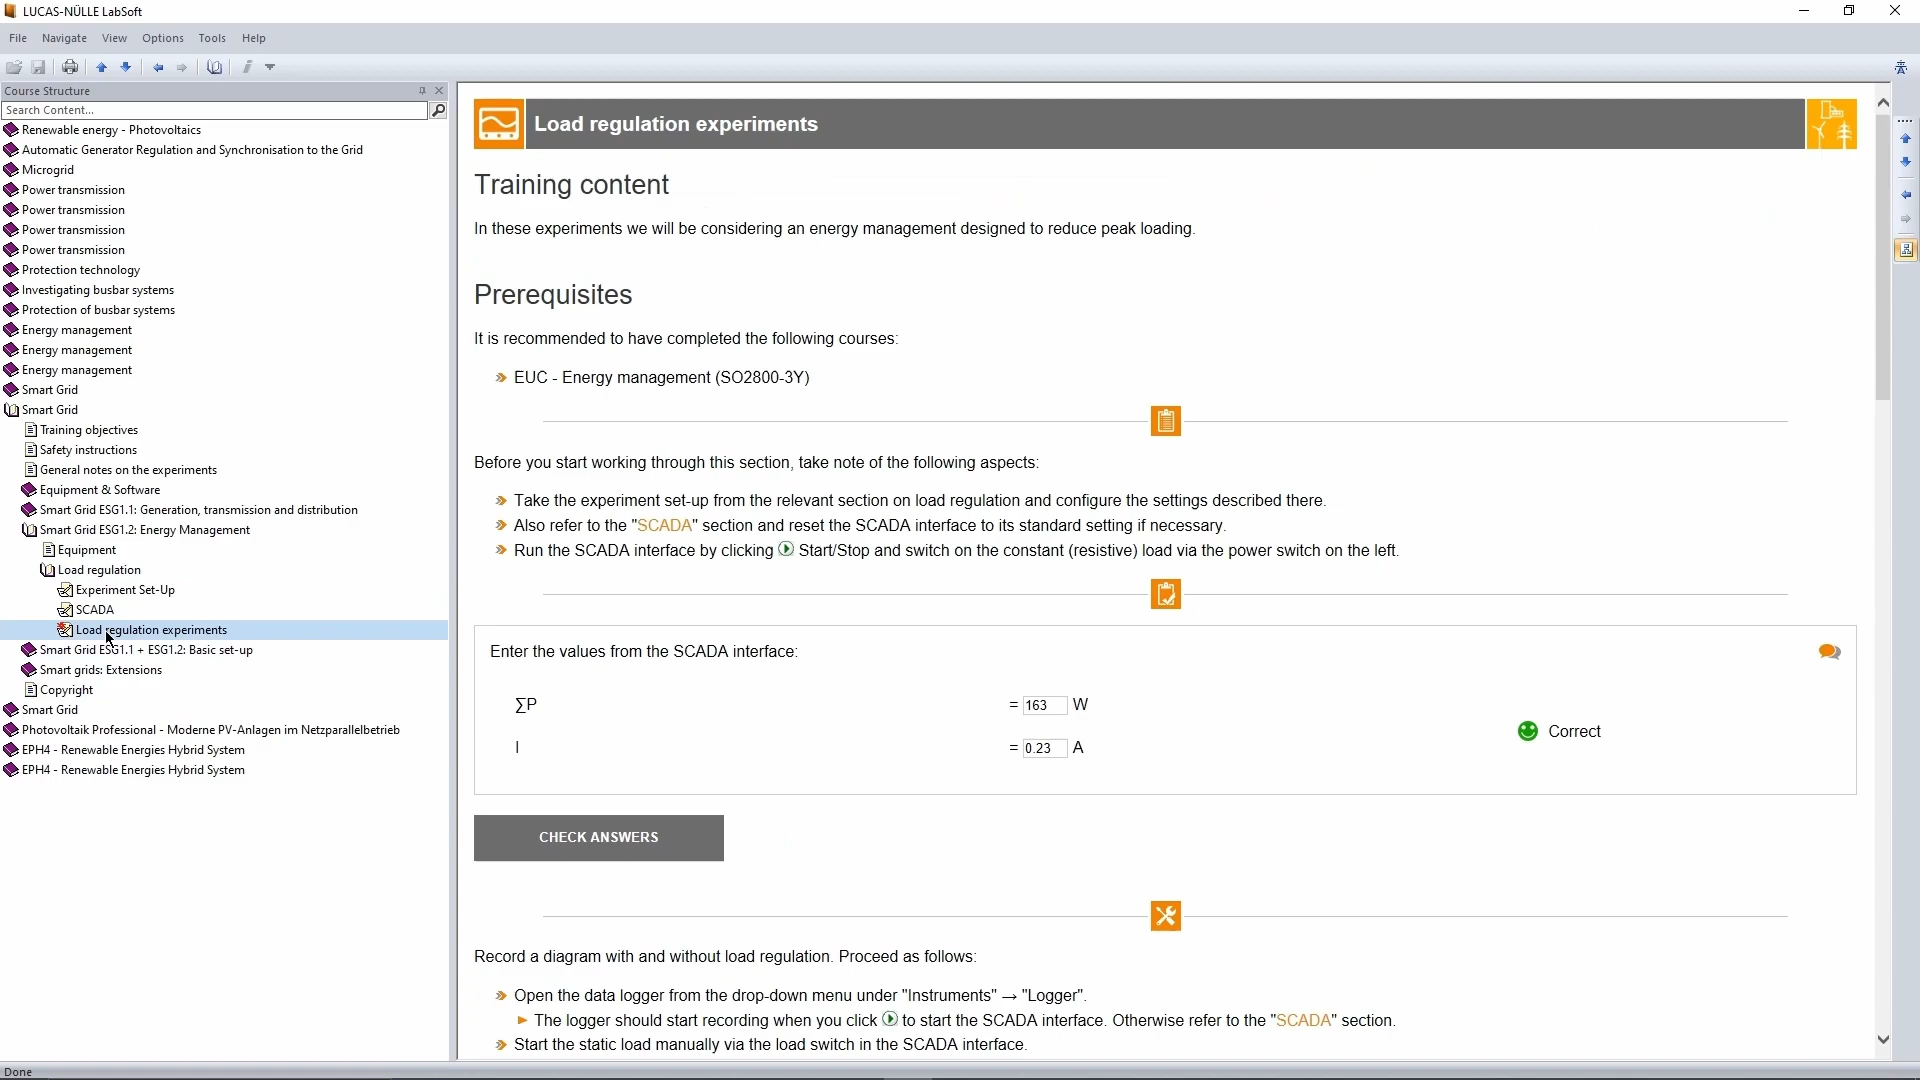 LUCAS-NÜLLE LabSoft
File Navigate View Options Tools Help
Course Structure
Search Content...
Renewable energy - Photovoltaics
Automatic Generator Regulation and Synchronisation to the Grid
Microgrid
Power transmission
Power transmission
Power transmission
Power transmission
Protection technology
Investigating busbar systems
Protection of busbar systems
Energy management
Energy management
Energy management
Smart Grid
Smart Grid
Training objectives
Safety instructions
General notes on the experiments
Equipment & Software
Smart Grid ESG1.1: Generation, transmission and distribution
Smart Grid ESG1.2: Energy Management
Equipment
Load regulation
Experiment Set-Up
SCADA
Load regulation experiments
Smart Grid ESG1.1 + ESG1.2: Basic set-up
Smart grids: Extensions
Copyright
Smart Grid
Photovoltaik Professional - Moderne PV-Anlagen im Netzparallelbetrieb
EPH4 - Renewable Energies Hybrid System
EPH4 - Renewable Energies Hybrid System
Load regulation experiments
Training content
In these experiments we will be considering an energy management designed to reduce peak loading.
Prerequisites
It is recommended to have completed the following courses:
EUC - Energy management (SO2800-3Y)
Before you start working through this section, take note of the following aspects:
Take the experiment set-up from the relevant section on load regulation and configure the settings described there.
Also refer to the "SCADA" section and reset the SCADA interface to its standard setting if necessary.
Run the SCADA interface by clicking Start/Stop and switch on the constant (resistive) load via the power switch on the left.
Enter the values from the SCADA interface:
∑P = 163 W
I = 0.23 A
Correct
CHECK ANSWERS
Record a diagram with and without load regulation. Proceed as follows:
Open the data logger from the drop-down menu under "Instruments" → "Logger".
The logger should start recording when you click to start the SCADA interface. Otherwise refer to the "SCADA" section.
Start the static load manually via the load switch in the SCADA interface.
Done